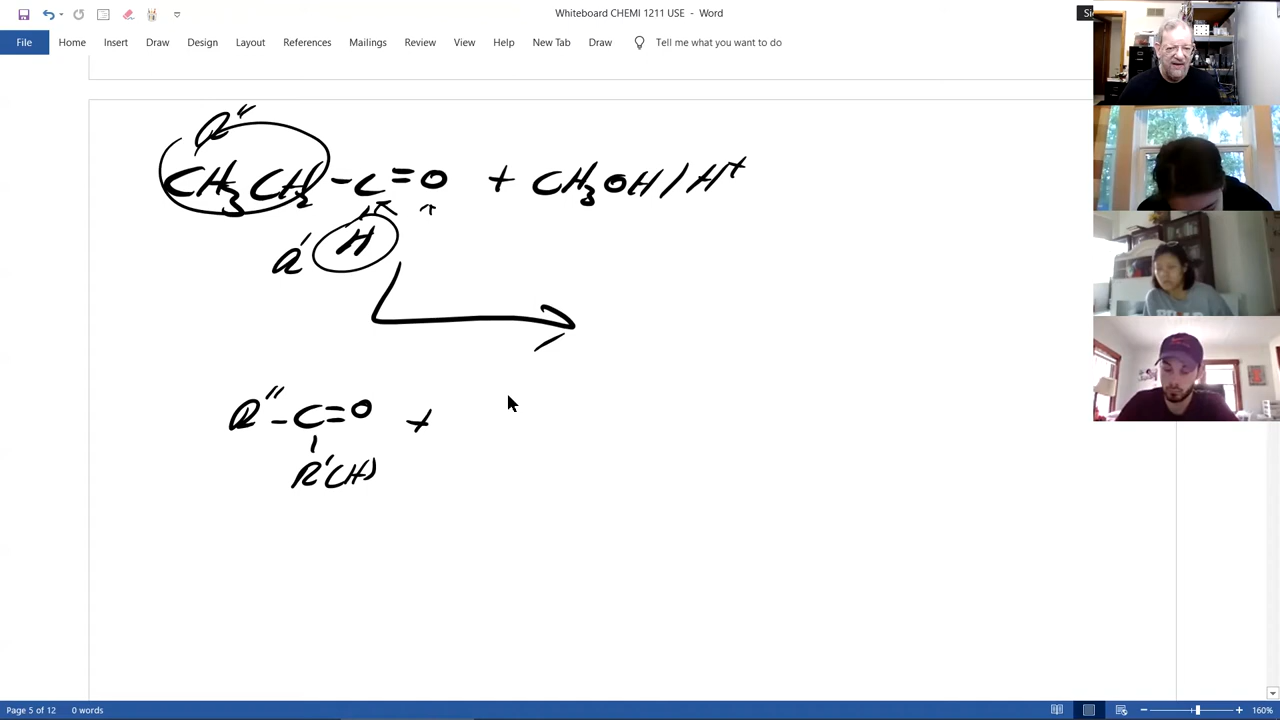 Whiteboard CHEMI 1211 USE - Word
Si
File Home Insert Draw Design Layout References Mailings Review View Help New Tab Draw Tell me what you want to do
R''
CH₃CH₂-C=O + CH₃OH/H⁺
R' H
R''-C=O +
R'(H)
Page 5 of 12 0 words 160%